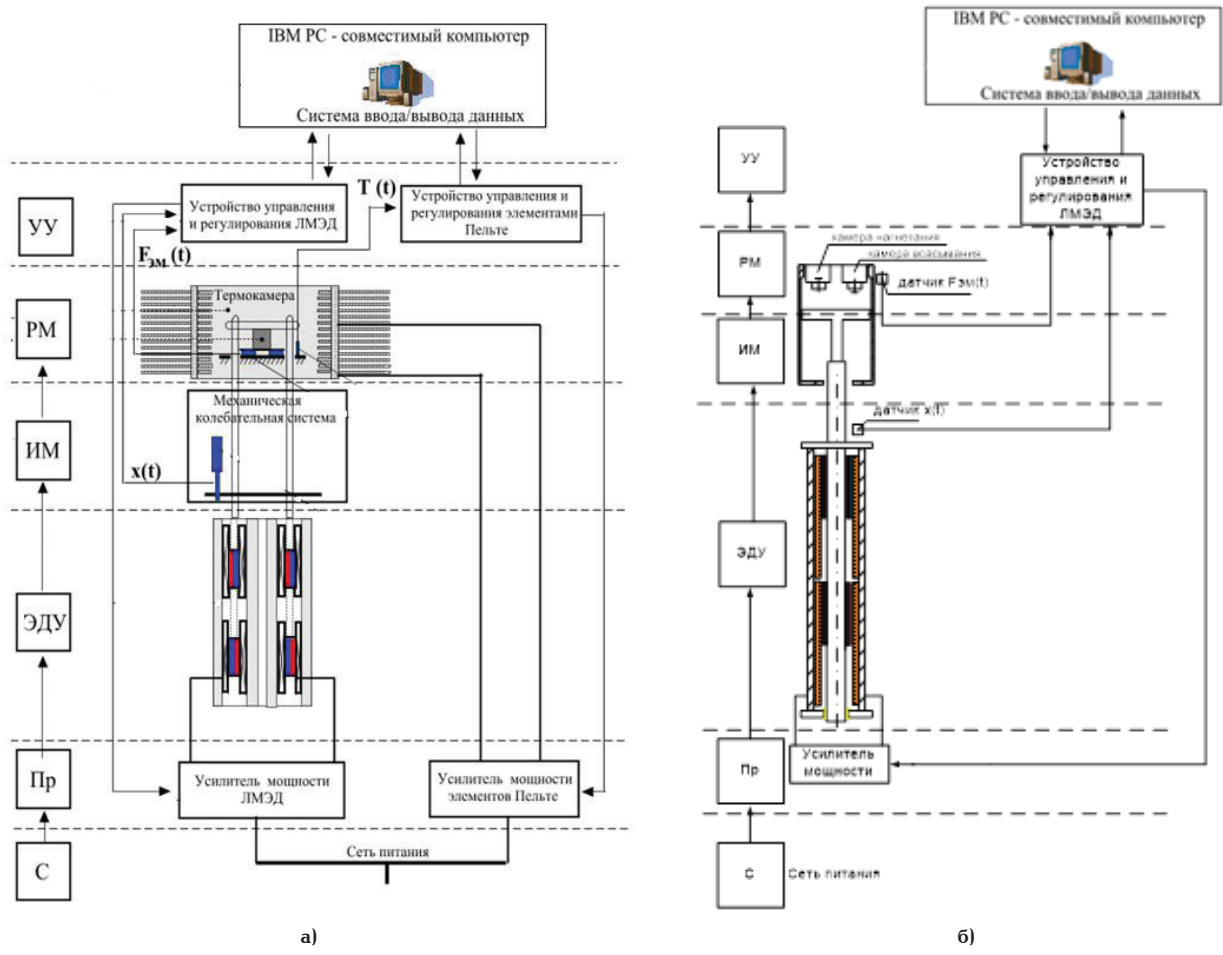 IBM PC - совместимый компьютер
Система ввода/вывода данных
T (t)
Устройство управления
и регулирования ЛМЭД
Устройство управления и
регулирования элементами
Пельте
УУ
Fэм (t)
Термокамера
РМ
Механическая
колебательная система
ИМ
x(t)
ЭДУ
Пр
Усилитель мощности
ЛМЭД
Усилитель мощности
элементов Пельте
Сеть питания
С
а)
IBM PC - совместимый компьютер
Система ввода/вывода данных
УУ
Устройство
управления и
регулирования
ЛМЭД
камера нагнетания
камера всасывания
РМ
датчик Fэм(t)
ИМ
датчик x(t)
ЭДУ
Пр
Усилитель
мощности
С
Сеть питания
б)